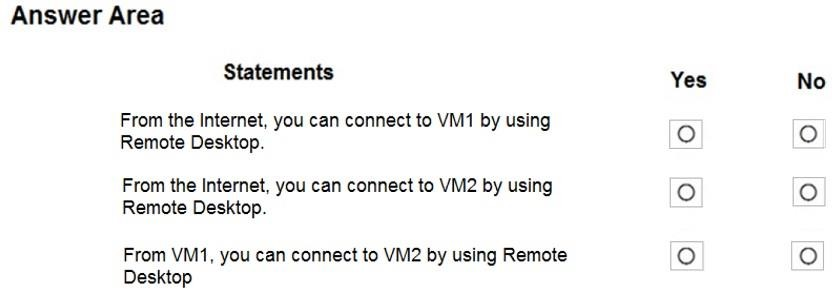 Answer Area
Statements Yes No
From the Internet, you can connect to VM1 by using
Remote Desktop.
From the Internet, you can connect to VM2 by using
Remote Desktop.
From VM1, you can connect to VM2 by using Remote
Desktop